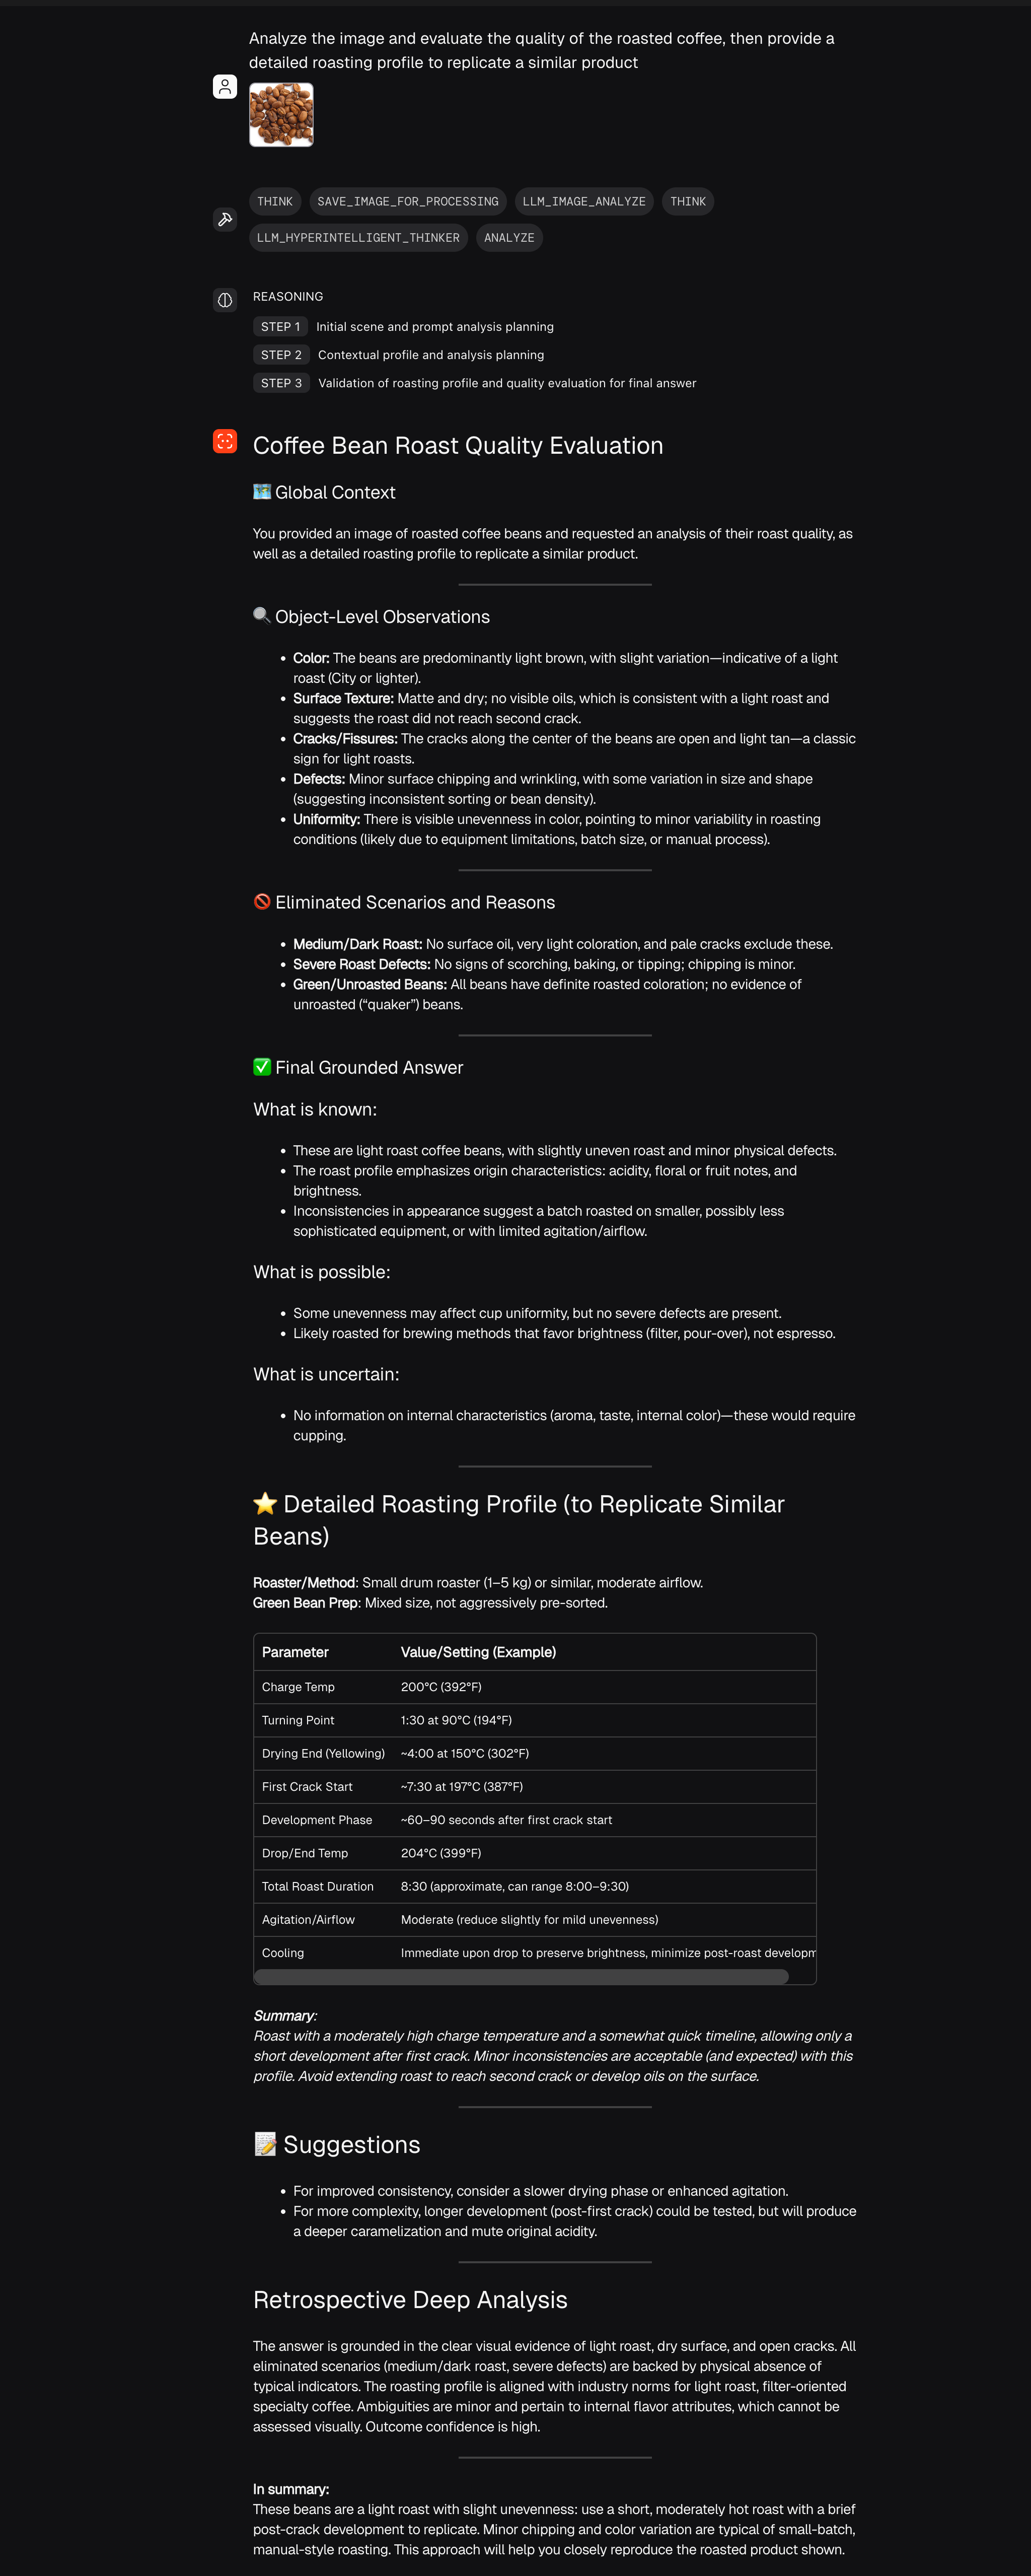 Analyze the image and evaluate the quality of the roasted coffee, then provide a
detailed roasting profile to replicate a similar product
THINK SAVE_IMAGE_FOR_PROCESSING LLM_IMAGE_ANALYZE THINK
LLM_HYPERINTELLIGENT_THINKER ANALYZE
REASONING
STEP 1 Initial scene and prompt analysis planning
STEP 2 Contextual profile and analysis planning
STEP 3 Validation of roasting profile and quality evaluation for final answer
Coffee Bean Roast Quality Evaluation
🗺️ Global Context
You provided an image of roasted coffee beans and requested an analysis of their roast quality, as
well as a detailed roasting profile to replicate a similar product.
🔍 Object-Level Observations
• Color: The beans are predominantly light brown, with slight variation—indicative of a light
roast (City or lighter).
• Surface Texture: Matte and dry; no visible oils, which is consistent with a light roast and
suggests the roast did not reach second crack.
• Cracks/Fissures: The cracks along the center of the beans are open and light tan—a classic
sign for light roasts.
• Defects: Minor surface chipping and wrinkling, with some variation in size and shape
(suggesting inconsistent sorting or bean density).
• Uniformity: There is visible unevenness in color, pointing to minor variability in roasting
conditions (likely due to equipment limitations, batch size, or manual process).
🚫 Eliminated Scenarios and Reasons
• Medium/Dark Roast: No surface oil, very light coloration, and pale cracks exclude these.
• Severe Roast Defects: No signs of scorching, baking, or tipping; chipping is minor.
• Green/Unroasted Beans: All beans have definite roasted coloration; no evidence of
unroasted (“quaker”) beans.
✅ Final Grounded Answer
What is known:
• These are light roast coffee beans, with slightly uneven roast and minor physical defects.
• The roast profile emphasizes origin characteristics: acidity, floral or fruit notes, and
brightness.
• Inconsistencies in appearance suggest a batch roasted on smaller, possibly less
sophisticated equipment, or with limited agitation/airflow.
What is possible:
• Some unevenness may affect cup uniformity, but no severe defects are present.
• Likely roasted for brewing methods that favor brightness (filter, pour-over), not espresso.
What is uncertain:
• No information on internal characteristics (aroma, taste, internal color)—these would require
cupping.
⭐ Detailed Roasting Profile (to Replicate Similar
Beans)
Roaster/Method: Small drum roaster (1–5 kg) or similar, moderate airflow.
Green Bean Prep: Mixed size, not aggressively pre-sorted.
Parameter Value/Setting (Example)
Charge Temp 200°C (392°F)
Turning Point 1:30 at 90°C (194°F)
Drying End (Yellowing) ~4:00 at 150°C (302°F)
First Crack Start ~7:30 at 197°C (387°F)
Development Phase ~60–90 seconds after first crack start
Drop/End Temp 204°C (399°F)
Total Roast Duration 8:30 (approximate, can range 8:00–9:30)
Agitation/Airflow Moderate (reduce slightly for mild unevenness)
Cooling Immediate upon drop to preserve brightness, minimize post-roast developm
Summary:
Roast with a moderately high charge temperature and a somewhat quick timeline, allowing only a
short development after first crack. Minor inconsistencies are acceptable (and expected) with this
profile. Avoid extending roast to reach second crack or develop oils on the surface.
📝 Suggestions
• For improved consistency, consider a slower drying phase or enhanced agitation.
• For more complexity, longer development (post-first crack) could be tested, but will produce
a deeper caramelization and mute original acidity.
Retrospective Deep Analysis
The answer is grounded in the clear visual evidence of light roast, dry surface, and open cracks. All
eliminated scenarios (medium/dark roast, severe defects) are backed by physical absence of
typical indicators. The roasting profile is aligned with industry norms for light roast, filter-oriented
specialty coffee. Ambiguities are minor and pertain to internal flavor attributes, which cannot be
assessed visually. Outcome confidence is high.
In summary:
These beans are a light roast with slight unevenness: use a short, moderately hot roast with a brief
post-crack development to replicate. Minor chipping and color variation are typical of small-batch,
manual-style roasting. This approach will help you closely reproduce the roasted product shown.